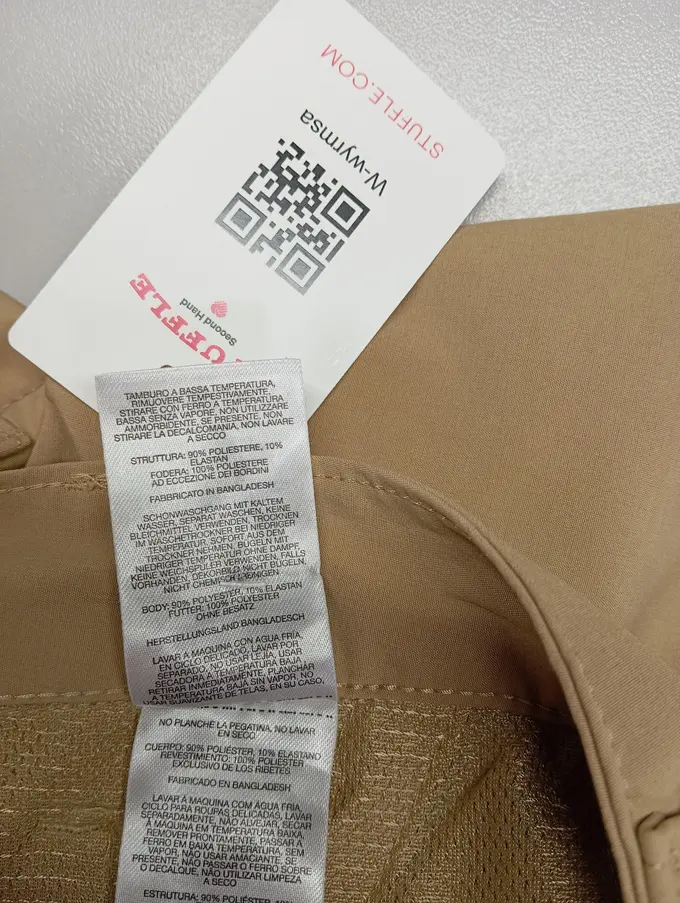 STUFFLE.COM
W-wyrmsa
Second Hand
UFFLE
TAMBURO A BASSA TEMPERATURA,
RIMUOVERE TEMPESTIVAMENTE,
STIRARE CON FERRO A TEMPERATURA
BASSA SENZA VAPORE, NON UTILIZZARE
AMMORBIDENTE, SE PRESENTE, NON
STIRARE LA DECALCOMANIA, NON LAVARE
A SECCO
STRUTTURA: 90% POLIESTERE, 10%
ELASTAN
FODERA: 100% POLIESTERE
AD ECCEZIONE DEI BORDINI
FABBRICATO IN BANGLADESH
SCHONWASCHGANG MIT KALTEM
WASSER, SEPARAT WASCHEN, KEINE
BLEICHMITTEL VERWENDEN, TROCKNEN
IM WÄSCHETROCKNER BEI NIEDRIGER
TEMPERATUR, SOFORT AUS DEM
TROCKNER NEHMEN, BÜGELN MIT
NIEDRIGER TEMPERATUR OHNE DAMPF,
KEINE WEICHSPÜLER VERWENDEN, FALLS
VORHANDEN, DEKORBILD NICHT BÜGELN,
NICHT CHEMISCH REINIGEN
BODY: 90% POLYESTER, 10% ELASTAN
FUTTER: 100% POLYESTER
OHNE BESATZ
HERSTELLUNGSLAND BANGLADESCH
LAVAR A MÁQUINA CON AGUA FRÍA,
EN CICLO DELICADO, LAVAR POR
SEPARADO, NO USAR LEJÍA, USAR
SECADORA A TEMPERATURA BAJA
RETIRAR INMEDIATAMENTE, PLANCHAR
A TEMPERATURA BAJA SIN VAPOR, NO
USAR SUAVIZANTE DE TELAS, EN SU CASO,
NO PLANCHE LA PEGATINA, NO LAVAR
EN SECO
CUERPO: 90% POLIÉSTER, 10% ELASTANO
REVESTIMIENTO: 100% POLIÉSTER
EXCLUSIVO DE LOS RIBETES
FABRICADO EN BANGLADESH
LAVAR À MÁQUINA COM ÁGUA FRIA,
CICLO PARA ROUPAS DELICADAS, LAVAR
SEPARADAMENTE, NÃO ALVEJAR, SECAR
À MÁQUINA EM TEMPERATURA BAIXA,
REMOVER PRONTAMENTE, PASSAR A
FERRO EM BAIXA TEMPERATURA, SEM
VAPOR, NÃO USAR AMACIANTE. SE
PRESENTE, NÃO PASSAR O FERRO SOBRE
O DECALQUE, NÃO UTILIZAR LIMPEZA
A SECO
ESTRUTURA: 90% POLIÉSTER, 10%